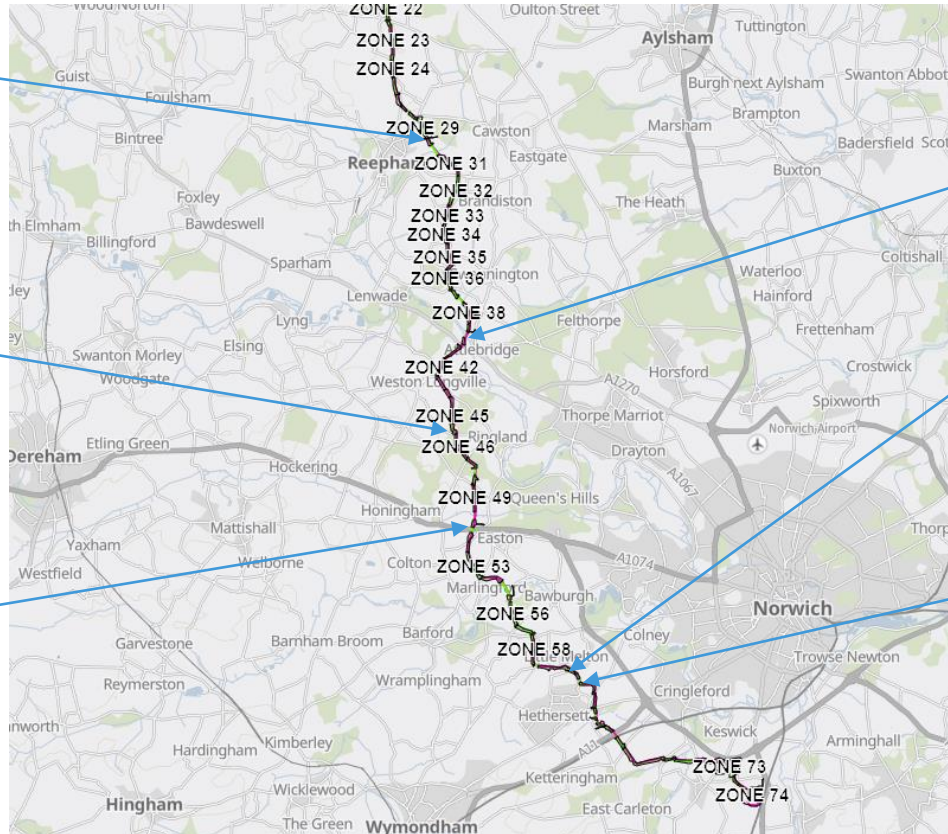 Wood Norton
ZONE 22
Oulton Street
Tuttington
ZONE 23
Aylsham
Guist
ZONE 24
Burgh next Aylsham
Swanton Abbot
Foulsham
Brampton
Marsham
ZONE 29
Cawston
Badersfield
Bintree
Eastgate
Reepham
ZONE 31
Buxton
Foxley
ZONE 32
Brandiston
The Heath
Bawdeswell
ZONE 33
th Elmham
Billingford
ZONE 34
Coltishall
Sparham
ZONE 35
Waterloo
ZONE 36
Hainford
Lenwade
Lyng
ZONE 38
Felthorpe
Frettenham
Elsing
Attlebridge
Swanton Morley
Woodgate
ZONE 42
Weston Longville
A1270
Horsford
Crostwick
ZONE 45
Thorpe Marriot
Spixworth
Etling Green
Ringland
Norwich Airport
Dereham
ZONE 46
Drayton
Hockering
A1067
ZONE 49
Queen's Hills
Honingham
Mattishall
Easton
Yaxham
Welborne
Colton
A1074
Westfield
ZONE 53
Marlingford
Bawburgh
Norwich
ZONE 56
Garvestone
Barnham Broom
Barford
Colney
ZONE 58
Little Melton
Trowse Newton
Reymerston
Wramplingham
Cringleford
Hethersett
Keswick
Arminghall
Hardingham
Kimberley
A11
ZONE 73
Ketteringham
Wicklewood
ZONE 74
Hingham
East Carleton
The Green
Wymondham